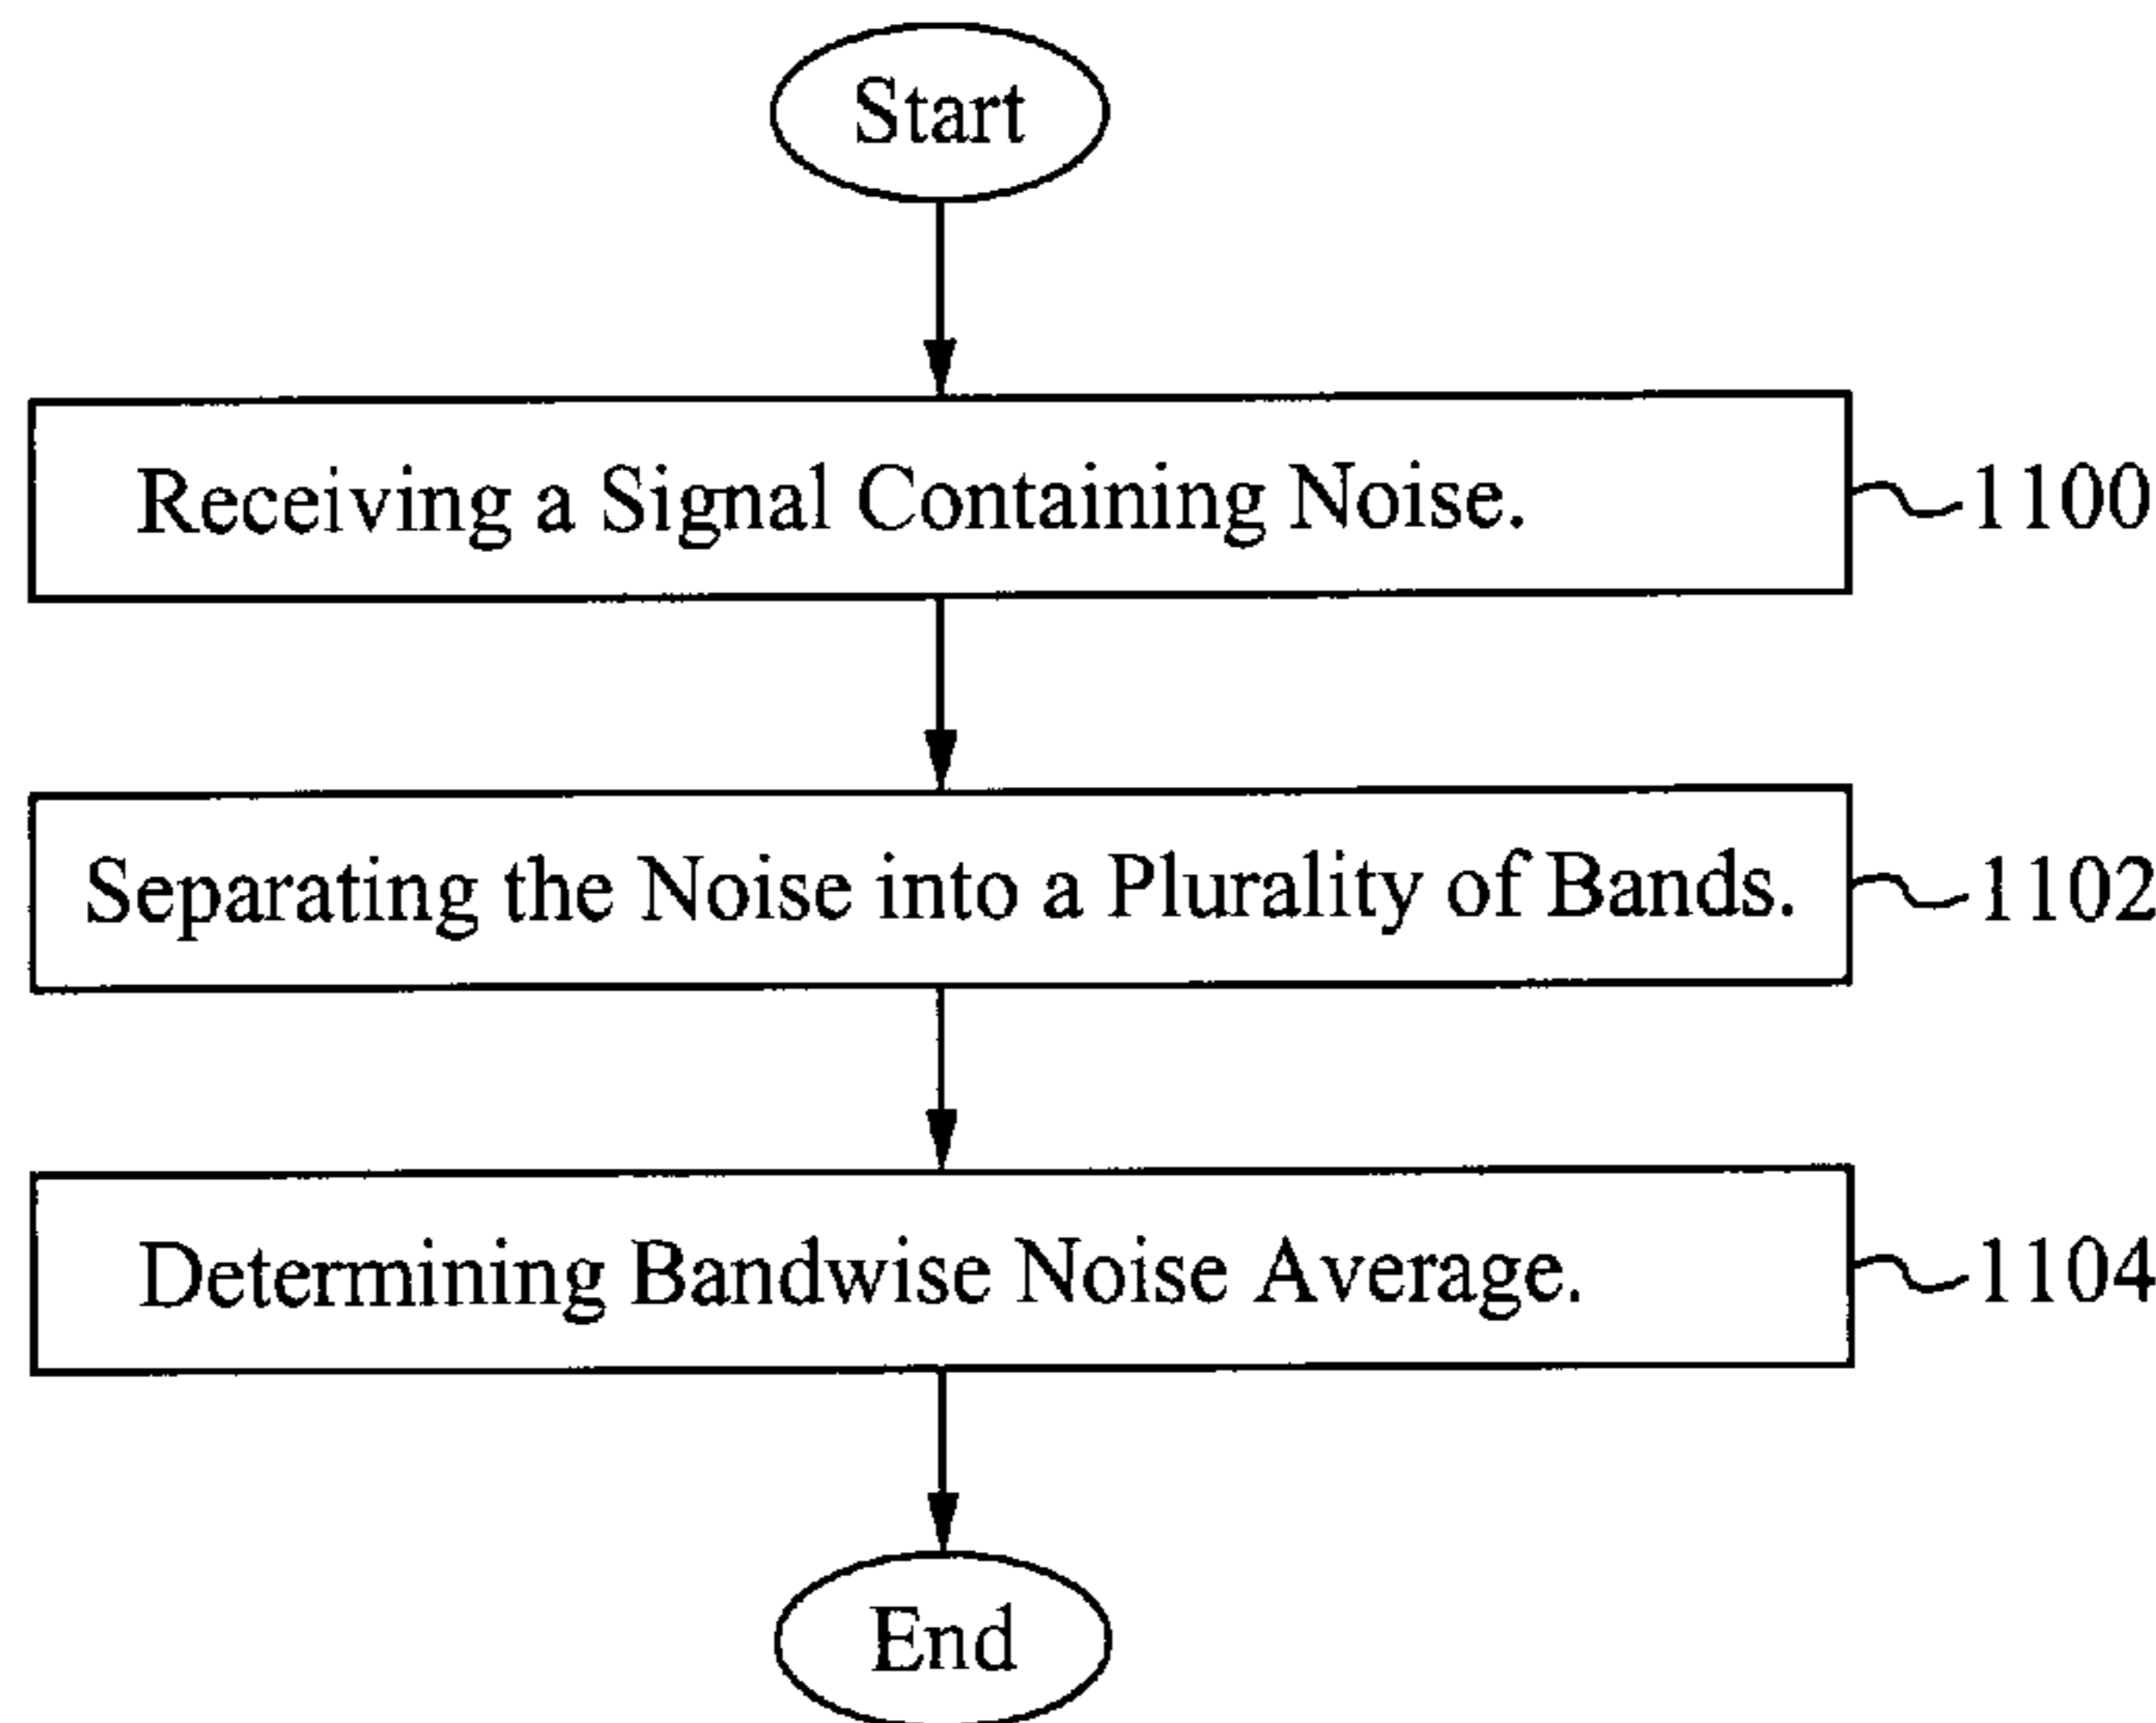 Start
Receiving a Signal Containing Noise.
1100
Separating the Noise into a Plurality of Bands.
1102
Determining Bandwise Noise Average.
1104
End